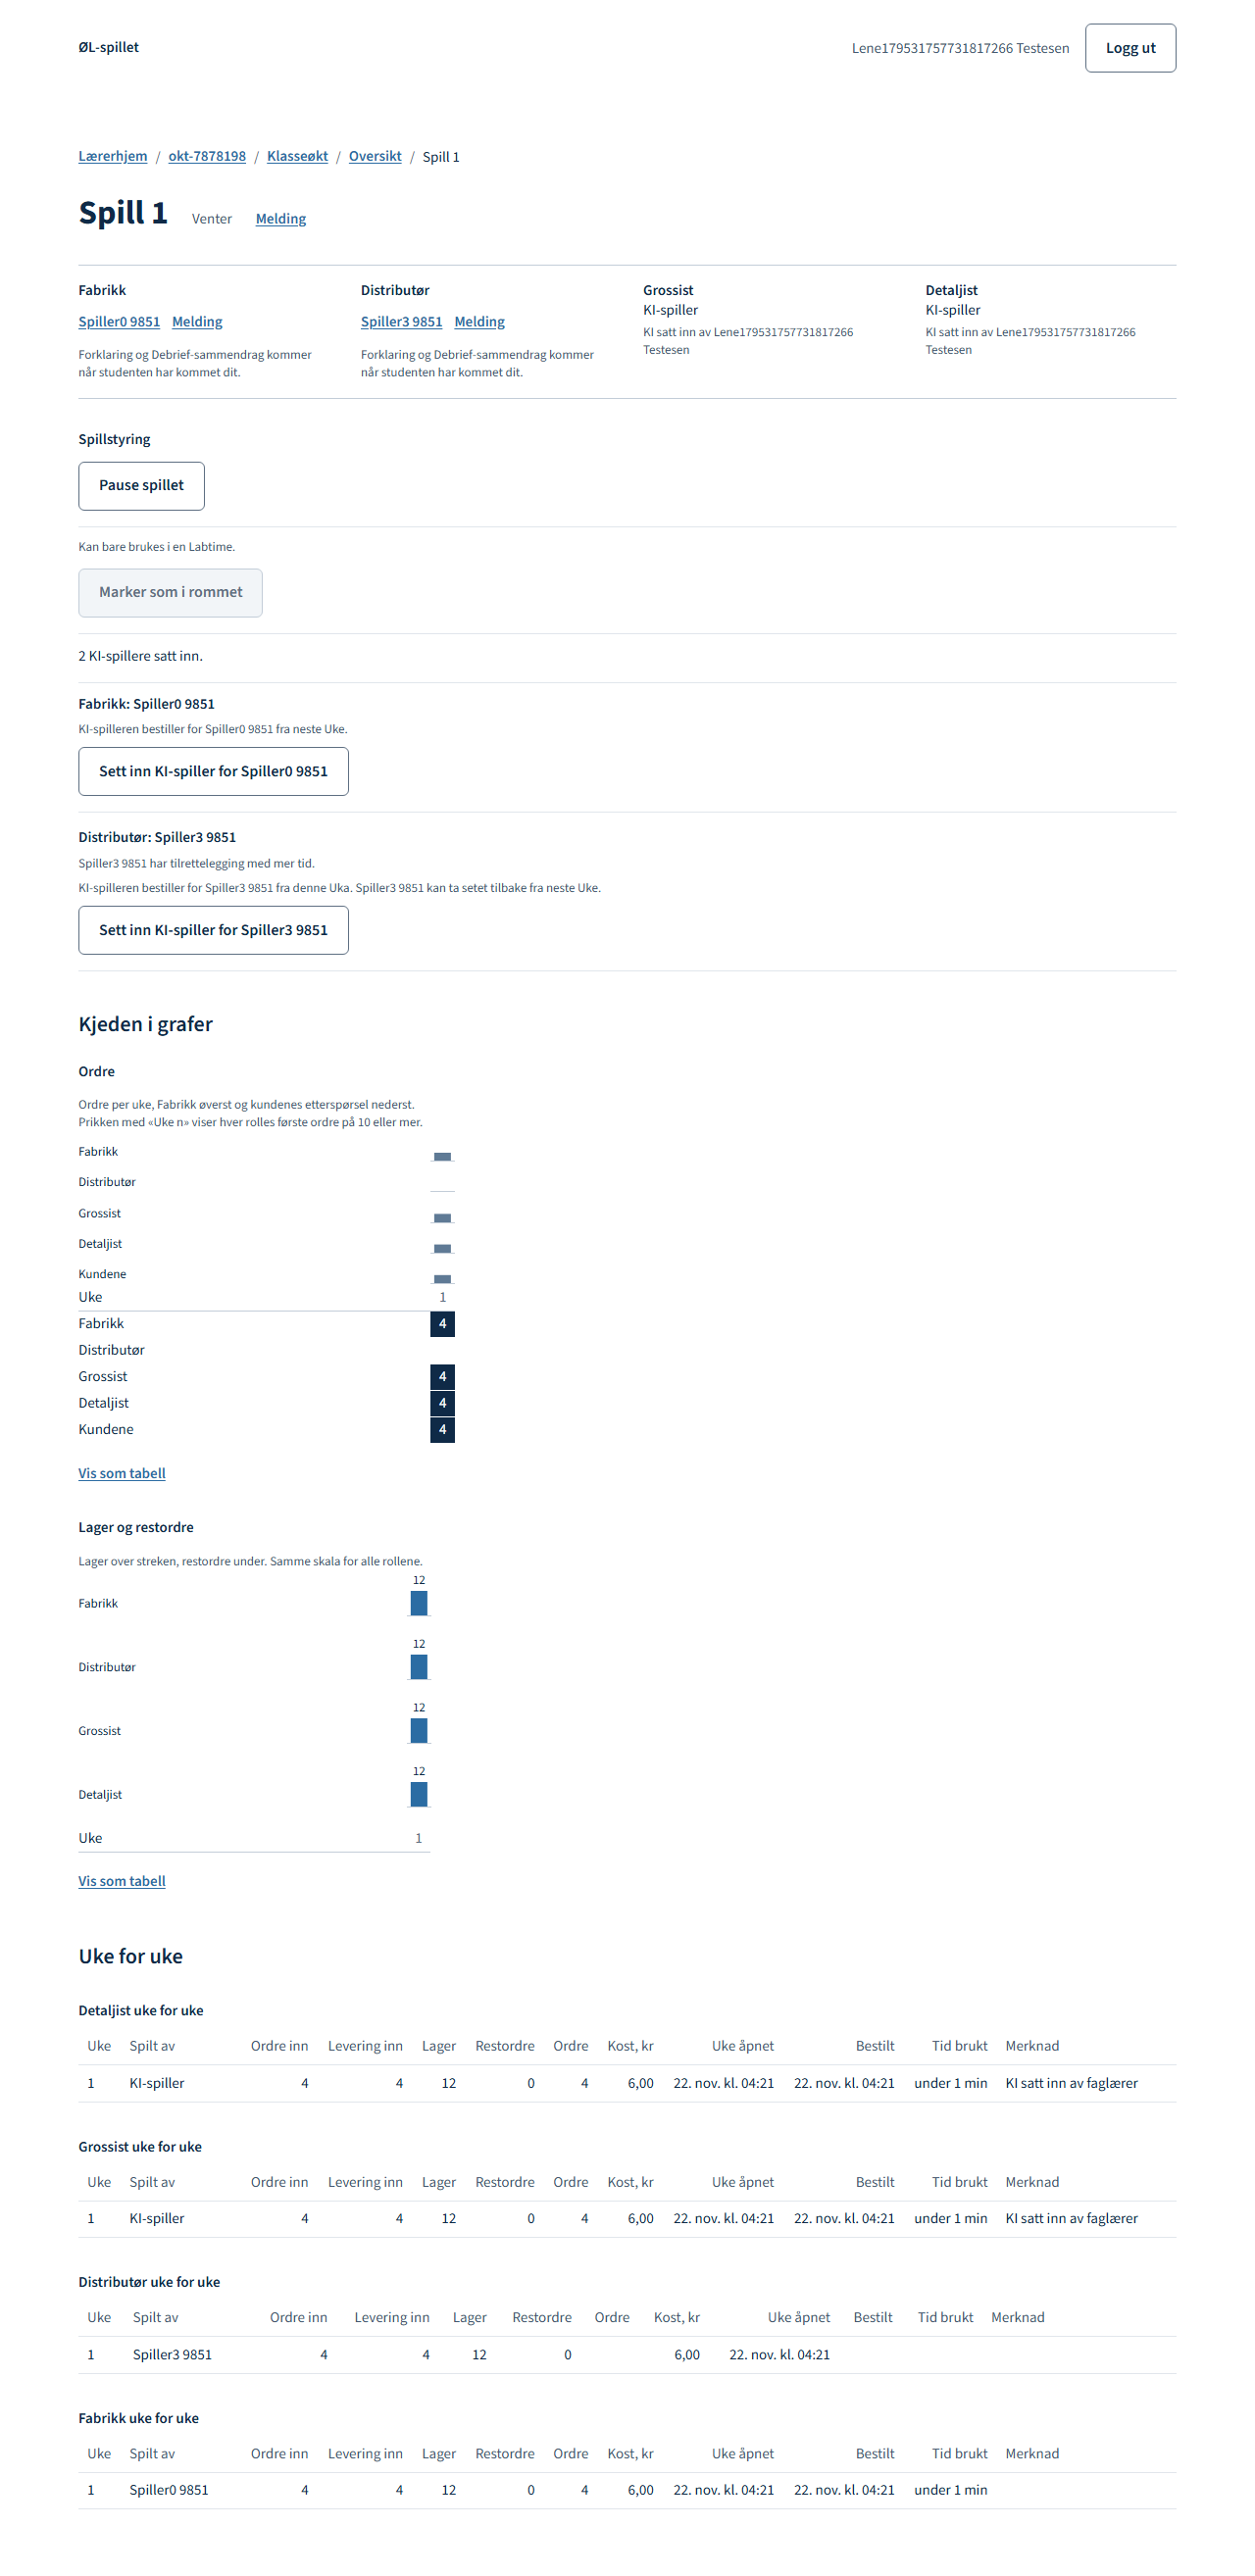 ØL-spillet
Lene179531757731817266 Testesen
Logg ut
Lærerhjem / okt-7878198 / Klasseøkt / Oversikt / Spill 1
Spill 1 Venter Melding
Fabrikk
Spiller0 9851 Melding
Forklaring og Debrief-sammendrag kommer
når studenten har kommet dit.
Distributør
Spiller3 9851 Melding
Forklaring og Debrief-sammendrag kommer
når studenten har kommet dit.
Grossist
KI-spiller
KI satt inn av Lene179531757731817266
Testesen
Detaljist
KI-spiller
KI satt inn av Lene179531757731817266
Testesen
Spillstyring
Pause spillet
Kan bare brukes i en Labtime.
Marker som i rommet
2 KI-spillere satt inn.
Fabrikk: Spiller0 9851
KI-spilleren bestiller for Spiller0 9851 fra neste Uke.
Sett inn KI-spiller for Spiller0 9851
Distributør: Spiller3 9851
Spiller3 9851 har tilrettelegging med mer tid.
KI-spilleren bestiller for Spiller3 9851 fra denne Uka. Spiller3 9851 kan ta setet tilbake fra neste Uke.
Sett inn KI-spiller for Spiller3 9851
Kjeden i grafer
Ordre
Ordre per uke, Fabrikk øverst og kundenes etterspørsel nederst.
Prikken med «Uke n» viser hver rolles første ordre på 10 eller mer.
Fabrikk
Distributør
Grossist
Detaljist
Kundene
Uke 1
Fabrikk 4
Distributør
Grossist 4
Detaljist 4
Kundene 4
Vis som tabell
Lager og restordre
Lager over streken, restordre under. Samme skala for alle rollene.
12
Fabrikk
12
Distributør
12
Grossist
12
Detaljist
Uke 1
Vis som tabell
Uke for uke
Detaljist uke for uke
Uke Spilt av Ordre inn Levering inn Lager Restordre Ordre Kost, kr Uke åpnet Bestilt Tid brukt Merknad
1 KI-spiller 4 4 12 0 4 6,00 22. nov. kl. 04:21 22. nov. kl. 04:21 under 1 min KI satt inn av faglærer
Grossist uke for uke
Uke Spilt av Ordre inn Levering inn Lager Restordre Ordre Kost, kr Uke åpnet Bestilt Tid brukt Merknad
1 KI-spiller 4 4 12 0 4 6,00 22. nov. kl. 04:21 22. nov. kl. 04:21 under 1 min KI satt inn av faglærer
Distributør uke for uke
Uke Spilt av Ordre inn Levering inn Lager Restordre Ordre Kost, kr Uke åpnet Bestilt Tid brukt Merknad
1 Spiller3 9851 4 4 12 0 6,00 22. nov. kl. 04:21
Fabrikk uke for uke
Uke Spilt av Ordre inn Levering inn Lager Restordre Ordre Kost, kr Uke åpnet Bestilt Tid brukt Merknad
1 Spiller0 9851 4 4 12 0 4 6,00 22. nov. kl. 04:21 22. nov. kl. 04:21 under 1 min